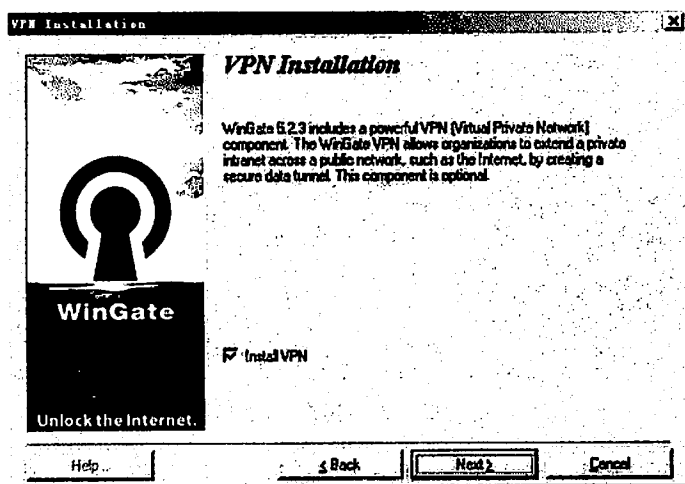 VPN Installation
VPN Installation
WinGate 6.2.3 includes a powerful VPN (Virtual Private Network)
component. The WinGate VPN allows organizations to extend a private
intranet across a public network, such as the Internet, by creating a
secure data tunnel. This component is optional.
WinGate
Install VPN
Unlock the Internet.
Help...
< Back
Next >
Cancel